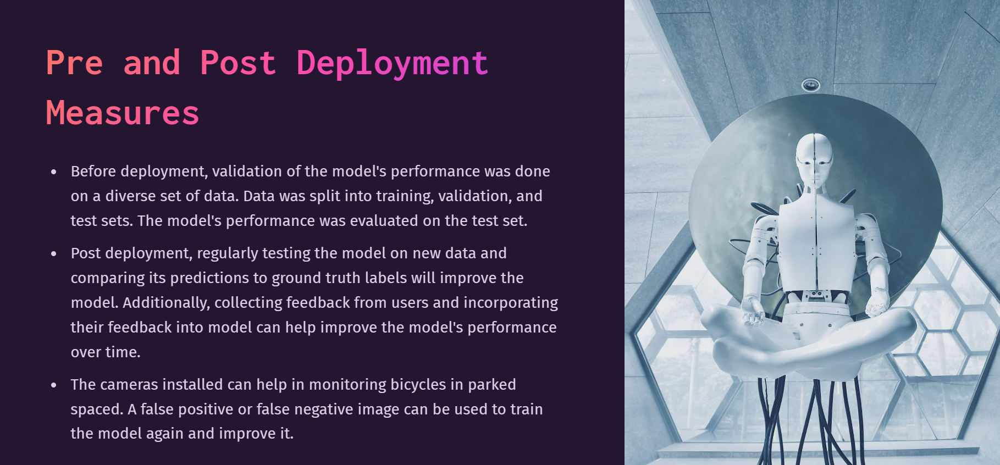 Pre and Post Deployment
Measures
• Before deployment, validation of the model's performance was done
on a diverse set of data. Data was split into training, validation, and
test sets. The model's performance was evaluated on the test set.
• Post deployment, regularly testing the model on new data and
comparing its predictions to ground truth labels will improve the
model. Additionally, collecting feedback from users and incorporating
their feedback into model can help improve the model's performance
over time.
• The cameras installed can help in monitoring bicycles in parked
spaced. A false positive or false negative image can be used to train
the model again and improve it.